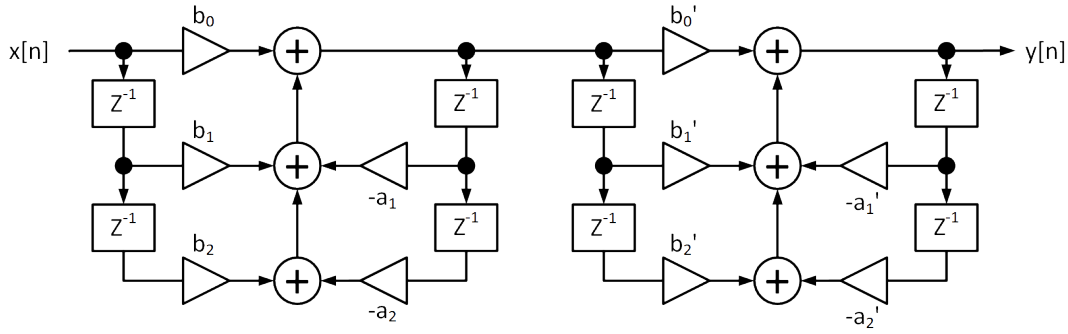 b₀ b₀'
x[n] + + y[n]
Z⁻¹ Z⁻¹ Z⁻¹ Z⁻¹
b₁ b₁'
+ +
-a₁ -a₁'
Z⁻¹ Z⁻¹ Z⁻¹ Z⁻¹
b₂ b₂'
+ +
-a₂ -a₂'